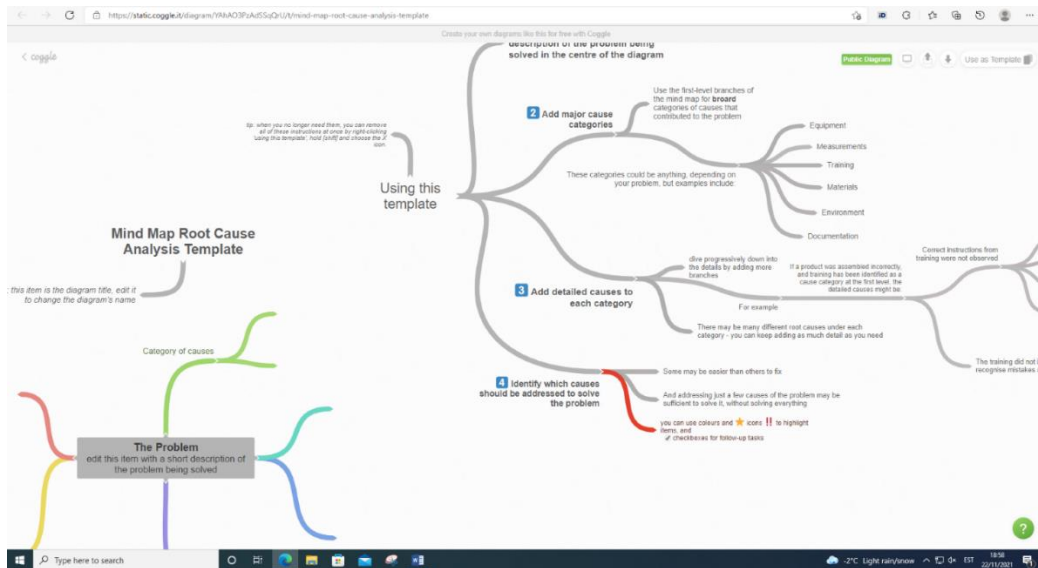 https://static.coggle.it/diagram/YAhAO3PzAdSSqQrU/t/mind-map-root-cause-analysis-template
Create your own diagrams like this for free with Coggle
coggle
Public Diagram
Use as Template
description of the problem being
solved in the centre of the diagram
tip: when you no longer need them, you can remove
all of these instructions at once by right-clicking
'using this template', hold [shift] and choose the
icon.
Using this
template
2 Add major cause
categories
Use the first-level branches of
the mind map for broard
categories of causes that
contributed to the problem
These categories could be anything, depending on
your problem, but examples include:
Equipment
Measurements
Training
Materials
Environment
Documentation
3 Add detailed causes to
each category
dive progressively down into
the details by adding more
branches
For example
If a product was assembled incorrectly,
and training has been identified as a
cause category at the first level, the
detailed causes might be:
Correct instructions from
training were not observed
The training did not
recognise mistakes
There may be many different root causes under each
category - you can keep adding as much detail as you need
4 Identify which causes
should be addressed to solve
the problem
Some may be easier than others to fix
And addressing just a few causes of the problem may be
sufficient to solve it, without solving everything
you can use colours and icons to highlight
items, and
checkboxes for follow-up tasks
Mind Map Root Cause
Analysis Template
: this item is the diagram title, edit it
to change the diagram's name
Category of causes
The Problem
edit this item with a short description of
the problem being solved
?
Type here to search
-2°C Light rain/snow
EST
18:58
22/11/2021